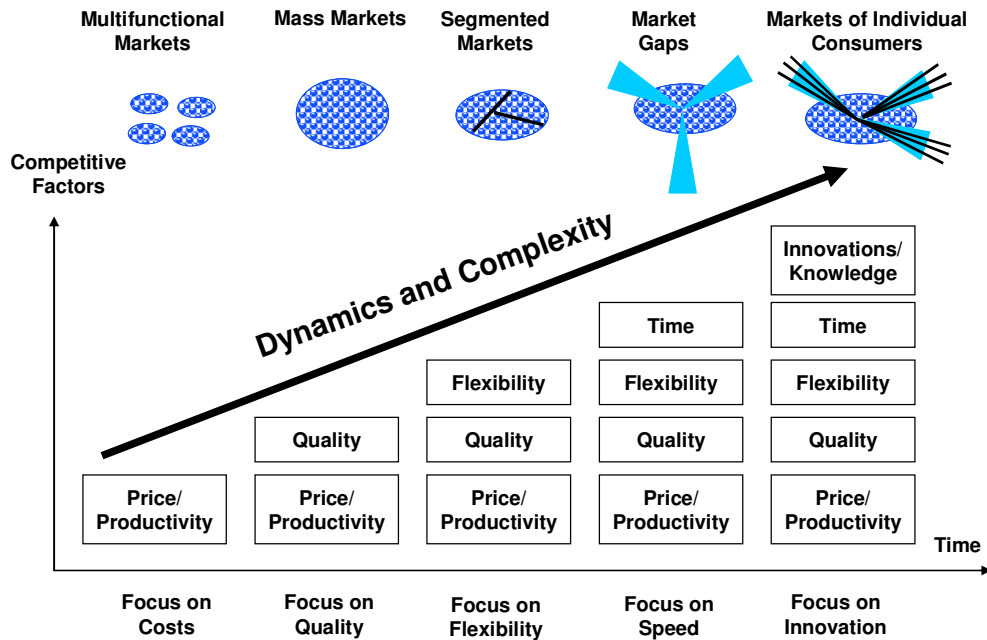 Multifunctional
Markets
Mass Markets
Segmented
Markets
Market
Gaps
Markets of Individual
Consumers
Competitive
Factors
Dynamics and Complexity
Innovations/
Knowledge
Time
Time
Flexibility
Flexibility
Flexibility
Quality
Quality
Quality
Quality
Price/
Productivity
Price/
Productivity
Price/
Productivity
Price/
Productivity
Price/
Productivity
Time
Focus on
Costs
Focus on
Quality
Focus on
Flexibility
Focus on
Speed
Focus on
Innovation